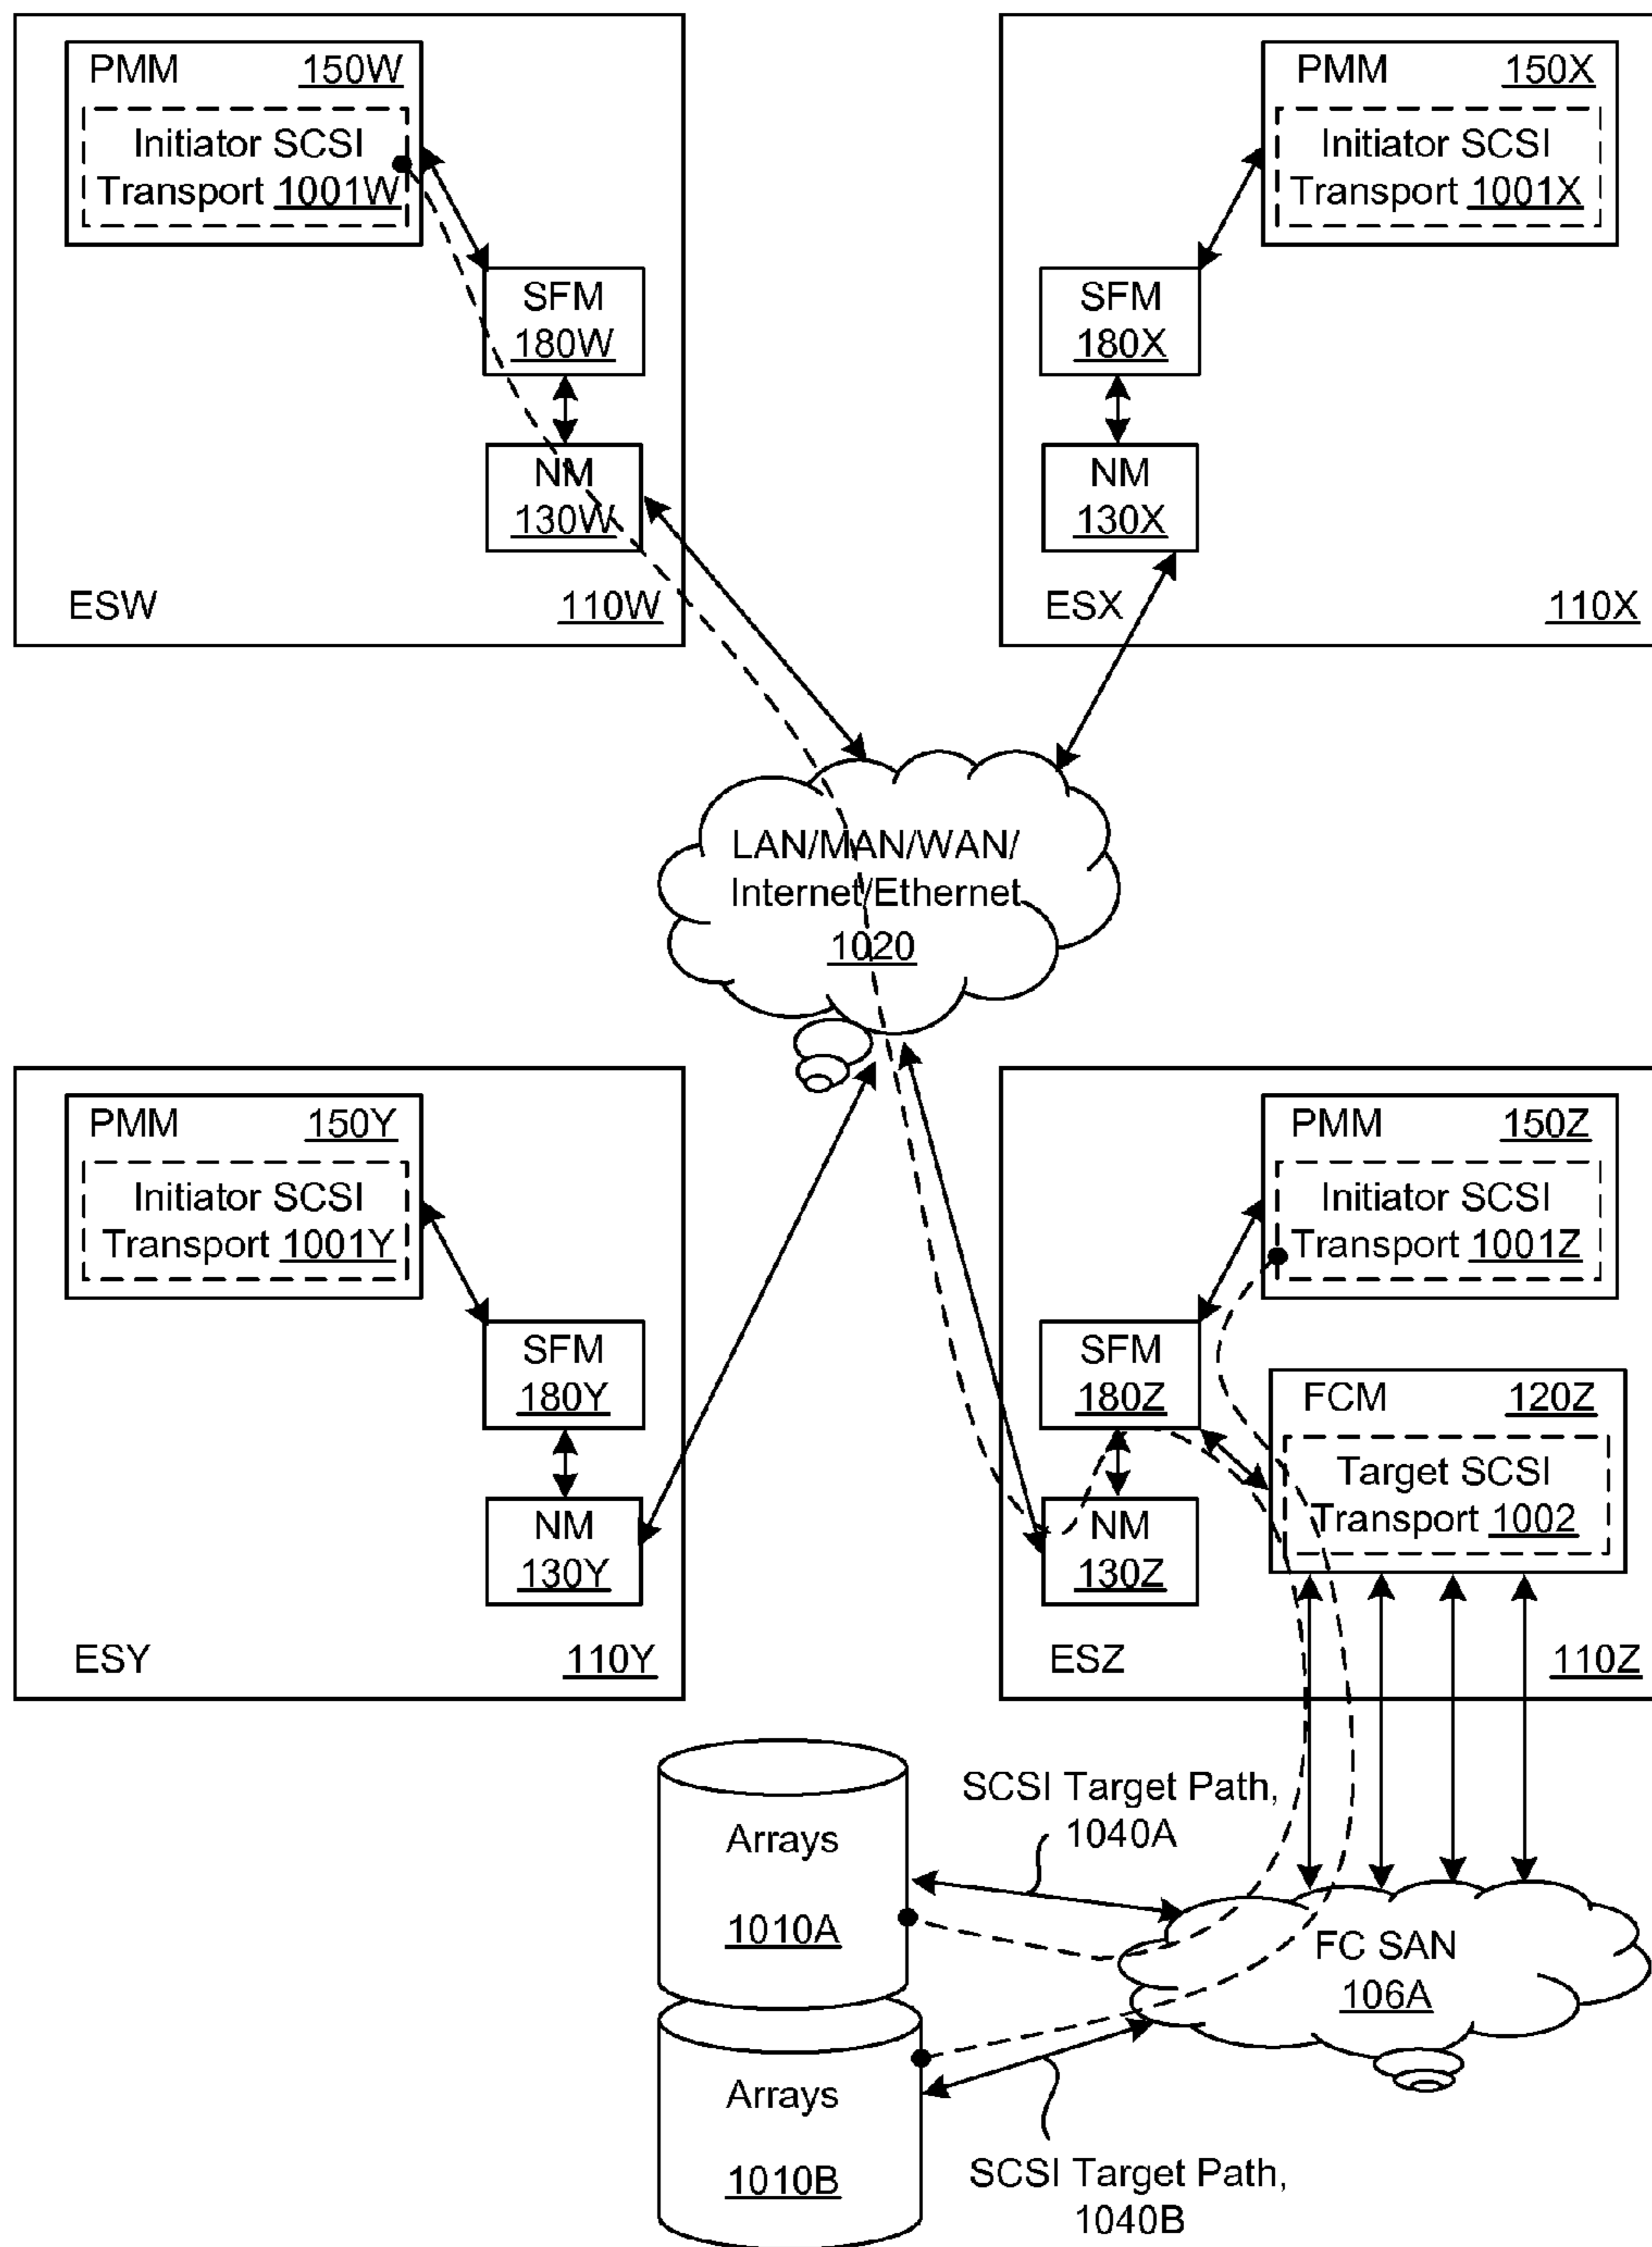 PMM 150W
Initiator SCSI
Transport 1001W
SFM
180W
NM
130W
ESW 110W
PMM 150X
Initiator SCSI
Transport 1001X
SFM
180X
NM
130X
ESX 110X
LAN/MAN/WAN/
Internet/Ethernet
1020
PMM 150Y
Initiator SCSI
Transport 1001Y
SFM
180Y
NM
130Y
ESY 110Y
PMM 150Z
Initiator SCSI
Transport 1001Z
SFM
180Z
FCM 120Z
Target SCSI
Transport 1002
NM
130Z
ESZ 110Z
SCSI Target Path,
1040A
Arrays
1010A
FC SAN
106A
Arrays
1010B
SCSI Target Path,
1040B